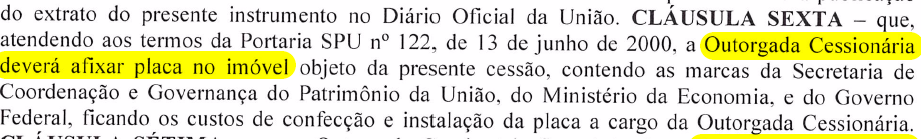 do extrato do presente instrumento no Diário Oficial da União. CLÁUSULA SEXTA – que,
atendendo aos termos da Portaria SPU nº 122, de 13 de junho de 2000, a Outorgada Cessionária
deverá afixar placa no imóvel objeto da presente cessão, contendo as marcas da Secretaria de
Coordenação e Governança do Patrimônio da União, do Ministério da Economia, e do Governo
Federal, ficando os custos de confecção e instalação da placa a cargo da Outorgada Cessionária.
CLÁUSULA SÉTIMA